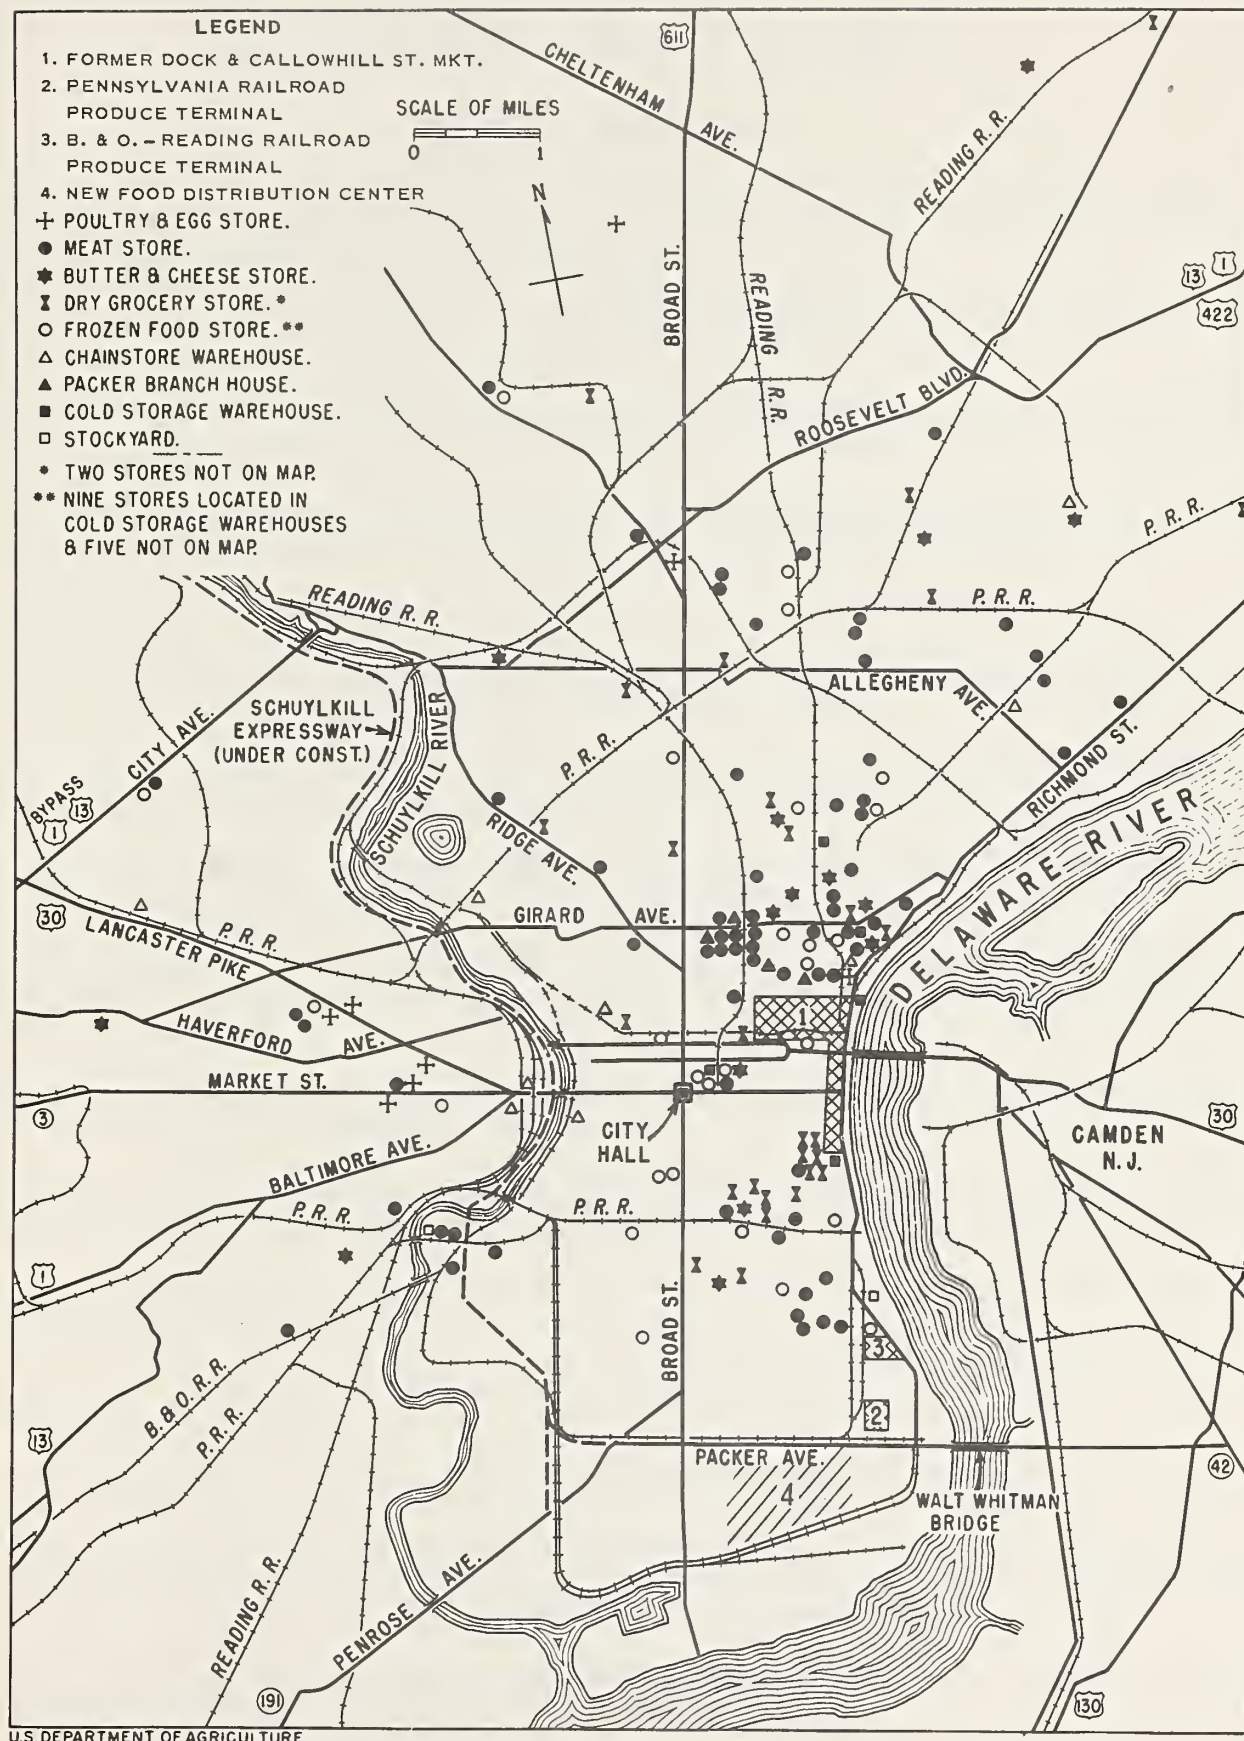 LEGEND
1. FORMER DOCK & CALLOWHILL ST. MKT.
2. PENNSYLVANIA RAILROAD
PRODUCE TERMINAL
3. B. & O. – READING RAILROAD
PRODUCE TERMINAL
4. NEW FOOD DISTRIBUTION CENTER
POULTRY & EGG STORE.
MEAT STORE.
BUTTER & CHEESE STORE.
DRY GROCERY STORE.*
FROZEN FOOD STORE.**
CHAINSTORE WAREHOUSE.
PACKER BRANCH HOUSE.
COLD STORAGE WAREHOUSE.
STOCKYARD.
* TWO STORES NOT ON MAP.
** NINE STORES LOCATED IN
COLD STORAGE WAREHOUSES
& FIVE NOT ON MAP.
SCALE OF MILES
0 1
N
611
CHELTENHAM AVE.
READING R. R.
BROAD ST.
READING R.R.
13
1
422
ROOSEVELT BLVD.
P. R. R.
READING R. R.
P. R. R.
ALLEGHENY AVE.
SCHUYLKILL
EXPRESSWAY
(UNDER CONST.)
SCHUYLKILL RIVER
CITY AVE.
P. R. R.
RICHMOND ST.
BYPASS
1
13
RIDGE AVE.
DELAWARE RIVER
30
LANCASTER PIKE
P. R. R.
GIRARD AVE.
1
HAVERFORD AVE.
MARKET ST.
3
30
CITY
HALL
CAMDEN
N. J.
BALTIMORE AVE.
P. R. R.
P. R. R.
1
BROAD ST.
3
B. & O. R. R.
P. R. R.
2
13
PACKER AVE.
42
4
WALT WHITMAN
BRIDGE
READING R. R.
PENROSE AVE.
191
130
U.S. DEPARTMENT OF AGRICULTURE